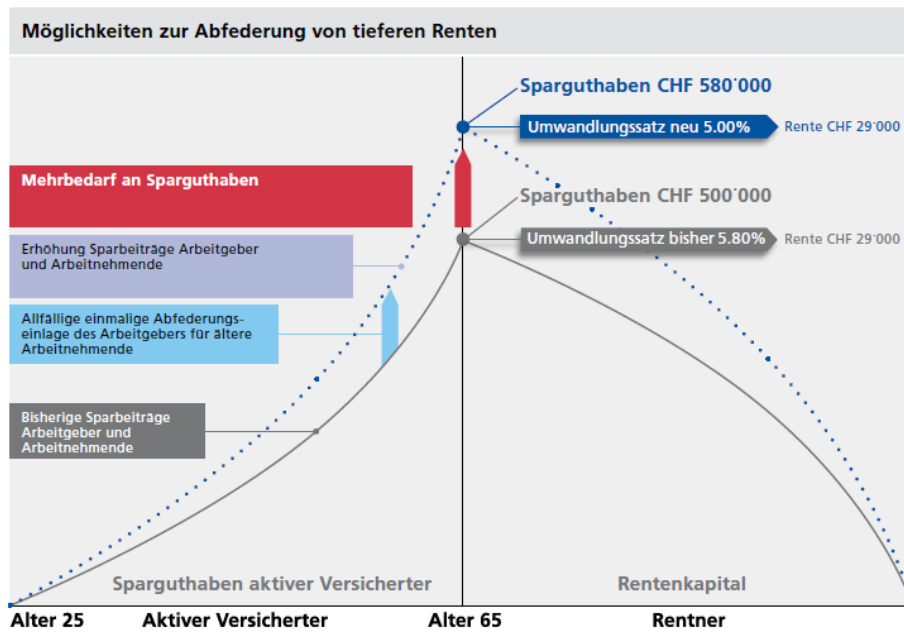 Möglichkeiten zur Abfederung von tieferen Renten
Sparguthaben CHF 580'000
Umwandlungssatz neu 5.00%
Rente CHF 29'000
Mehrbedarf an Sparguthaben
Sparguthaben CHF 500'000
Umwandlungssatz bisher 5.80%
Rente CHF 29'000
Erhöhung Sparbeiträge Arbeitgeber
und Arbeitnehmende
Allfällige einmalige Abfederungs-
einlage des Arbeitgebers für ältere
Arbeitnehmende
Bisherige Sparbeiträge
Arbeitgeber und
Arbeitnehmende
Sparguthaben aktiver Versicherter
Rentenkapital
Alter 25
Aktiver Versicherter
Alter 65
Rentner